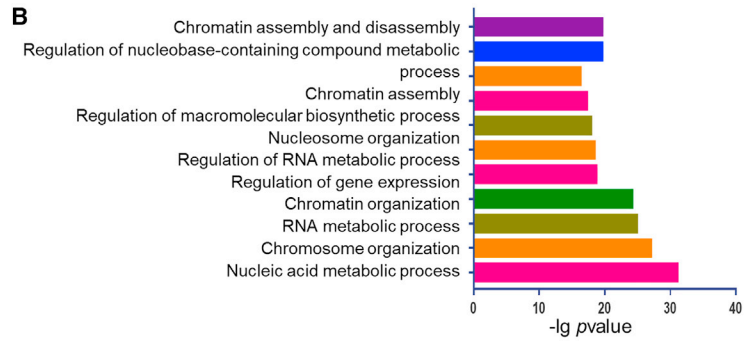 B
Chromatin assembly and disassembly
Regulation of nucleobase-containing compound metabolic
process
Chromatin assembly
Regulation of macromolecular biosynthetic process
Nucleosome organization
Regulation of RNA metabolic process
Regulation of gene expression
Chromatin organization
RNA metabolic process
Chromosome organization
Nucleic acid metabolic process
0 10 20 30 40
-lg pvalue